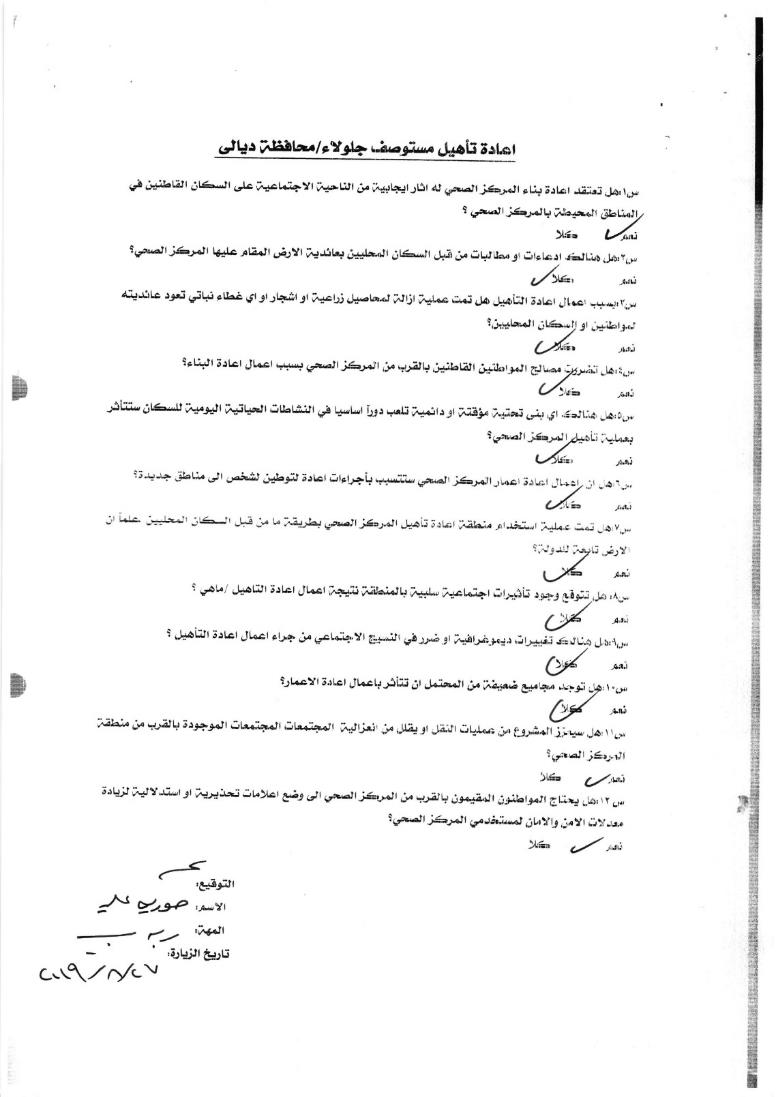 اعادة تأهيل مستوصف جلولاء/محافظة ديالى
س١:هل تعتقد اعادة بناء المركز الصحي له اثار ايجابية من الناحية الاجتماعية على السكان القاطنين في
المناطق المحيطة بالمركز الصحي ؟
نعم كلا
س٢:هل هنالك ادعاءات او مطالبات من قبل السكان المحليين بعائدية الارض المقام عليها المركز الصحي؟
نعم كلا
س٣:بسبب اعمال اعادة التأهيل هل تمت عملية ازالة لمحاصيل زراعية او اشجار او اي غطاء نباتي تعود عائديته
لمواطنين او السكان المحليين؟
نعم كلا
س٤:هل تضررت مصالح المواطنين القاطنين بالقرب من المركز الصحي بسبب اعمال اعادة البناء؟
نعم كلا
س٥:هل هنالك اي بنى تحتية مؤقتة او دائمية تلعب دوراً اساسيا في النشاطات الحياتية اليومية للسكان ستتأثر
بعملية تأهيل المركز الصحي؟
نعم كلا
س٦:هل ان اعمال اعادة اعمار المركز الصحي ستتسبب بأجراءات اعادة لتوطين لشخص الى مناطق جديدة؟
نعم كلا
س٧:هل تمت عملية استخدام منطقة اعادة تأهيل المركز الصحي بطريقة ما من قبل السكان المحليين علماً ان
الارض تابعة للدولة؟
نعم كلا
س٨:هل تتوقع وجود تأثيرات اجتماعية سلبية بالمنطقة نتيجة اعمال اعادة التاهيل /ماهي ؟
نعم كلا
س٩:هل هنالك تغييرات ديموغرافية او ضرر في النسيج الاجتماعي من جراء اعمال اعادة التأهيل ؟
نعم كلا
س١٠:هل توجد مجاميع ضعيفة من المحتمل ان تتأثر باعمال اعادة الاعمار؟
نعم كلا
س١١:هل سيعزز المشروع من عمليات النقل او يقلل من انعزالية المجتمعات المجتمعات الموجودة بالقرب من منطقة
المركز الصحي؟
نعم كلا
س١٢:هل يحتاج المواطنون المقيمون بالقرب من المركز الصحي الى وضع اعلامات تحذيرية او استدلالية لزيادة
معدلات الامن والامان لمستخدمي المركز الصحي؟
نعم كلا
التوقيع:
الاسم: علي
المهة:
تاريخ الزيارة:
٢٠١٩/٨/٢٧